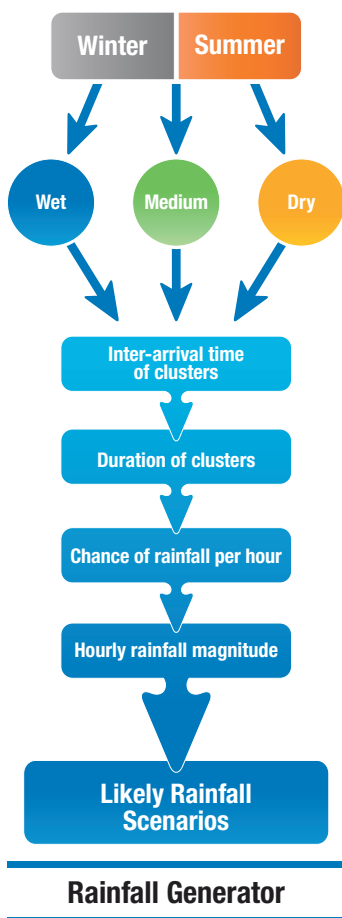 Winter
Summer
Wet
Medium
Dry
Inter-arrival time
of clusters
Duration of clusters
Chance of rainfall per hour
Hourly rainfall magnitude
Likely Rainfall
Scenarios
Rainfall Generator